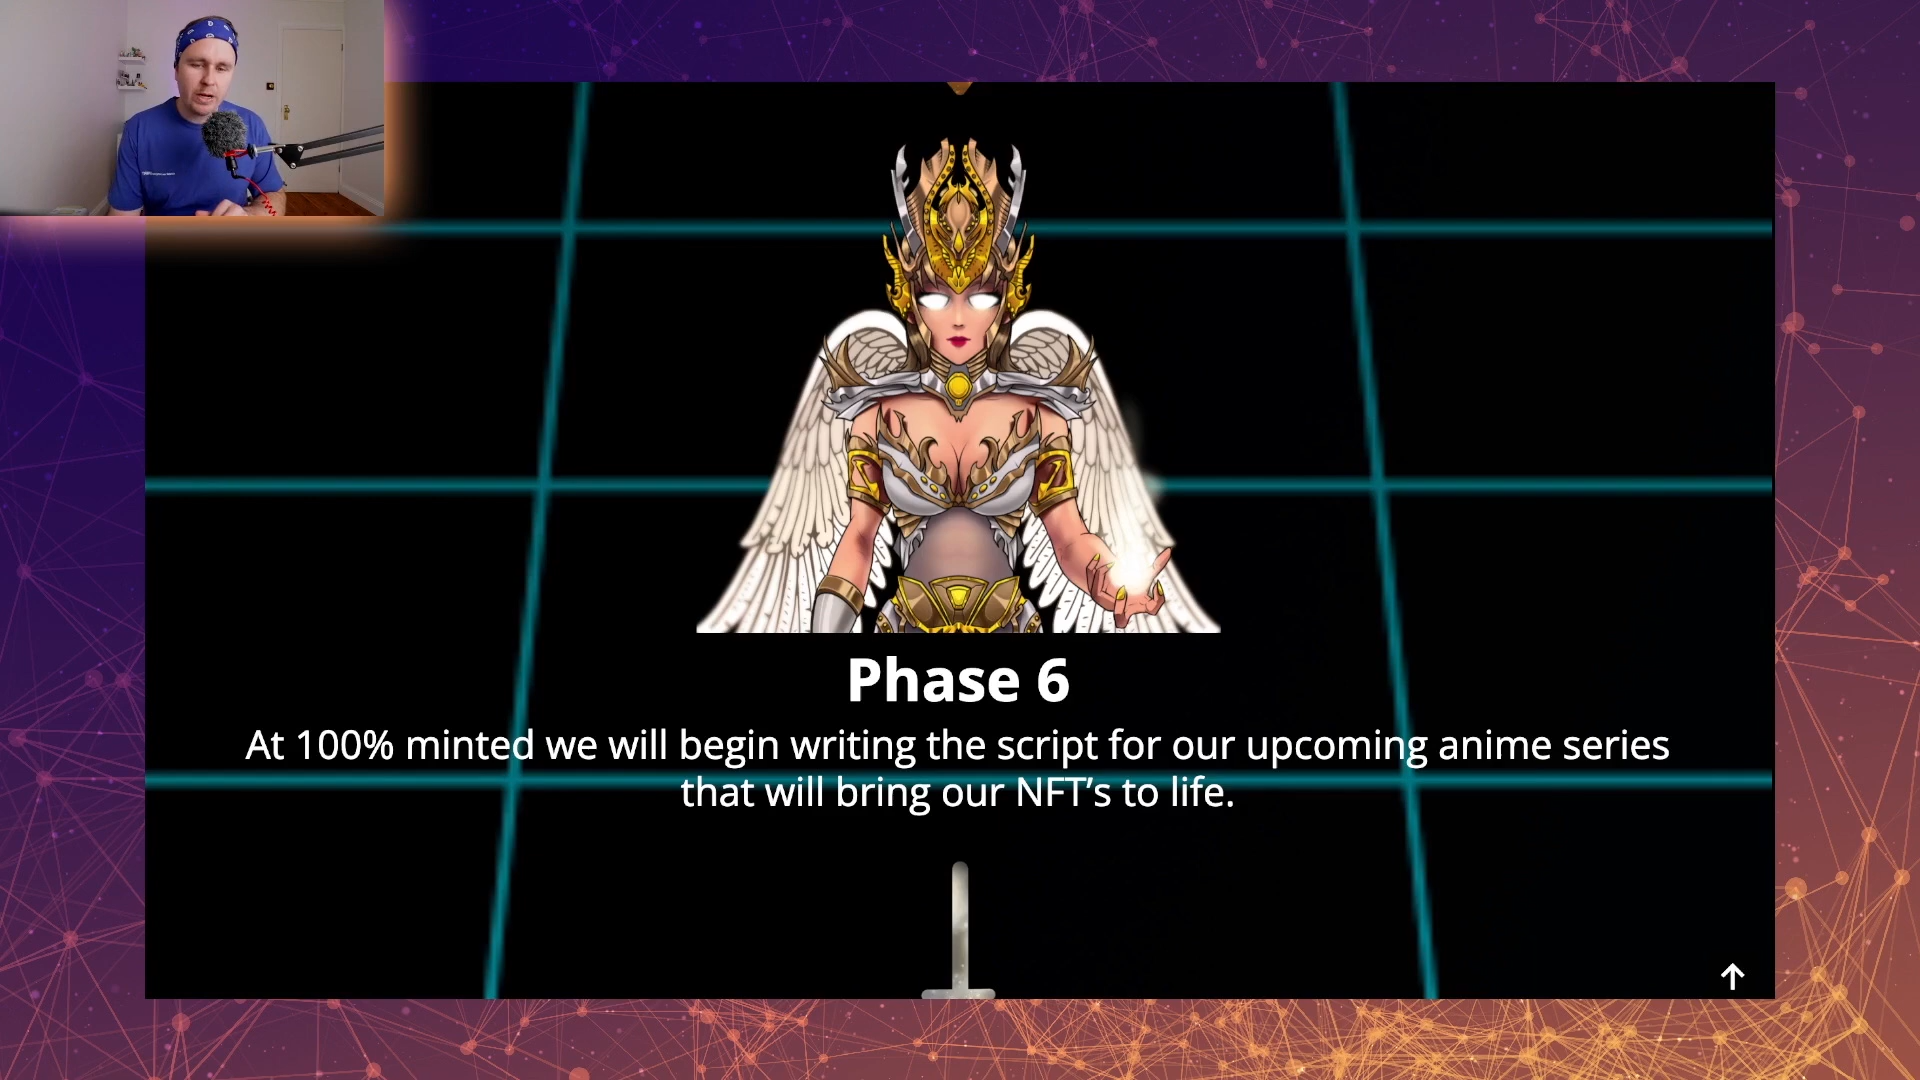 Phase 6
At 100% minted we will begin writing the script for our upcoming anime series
that will bring our NFT’s to life.